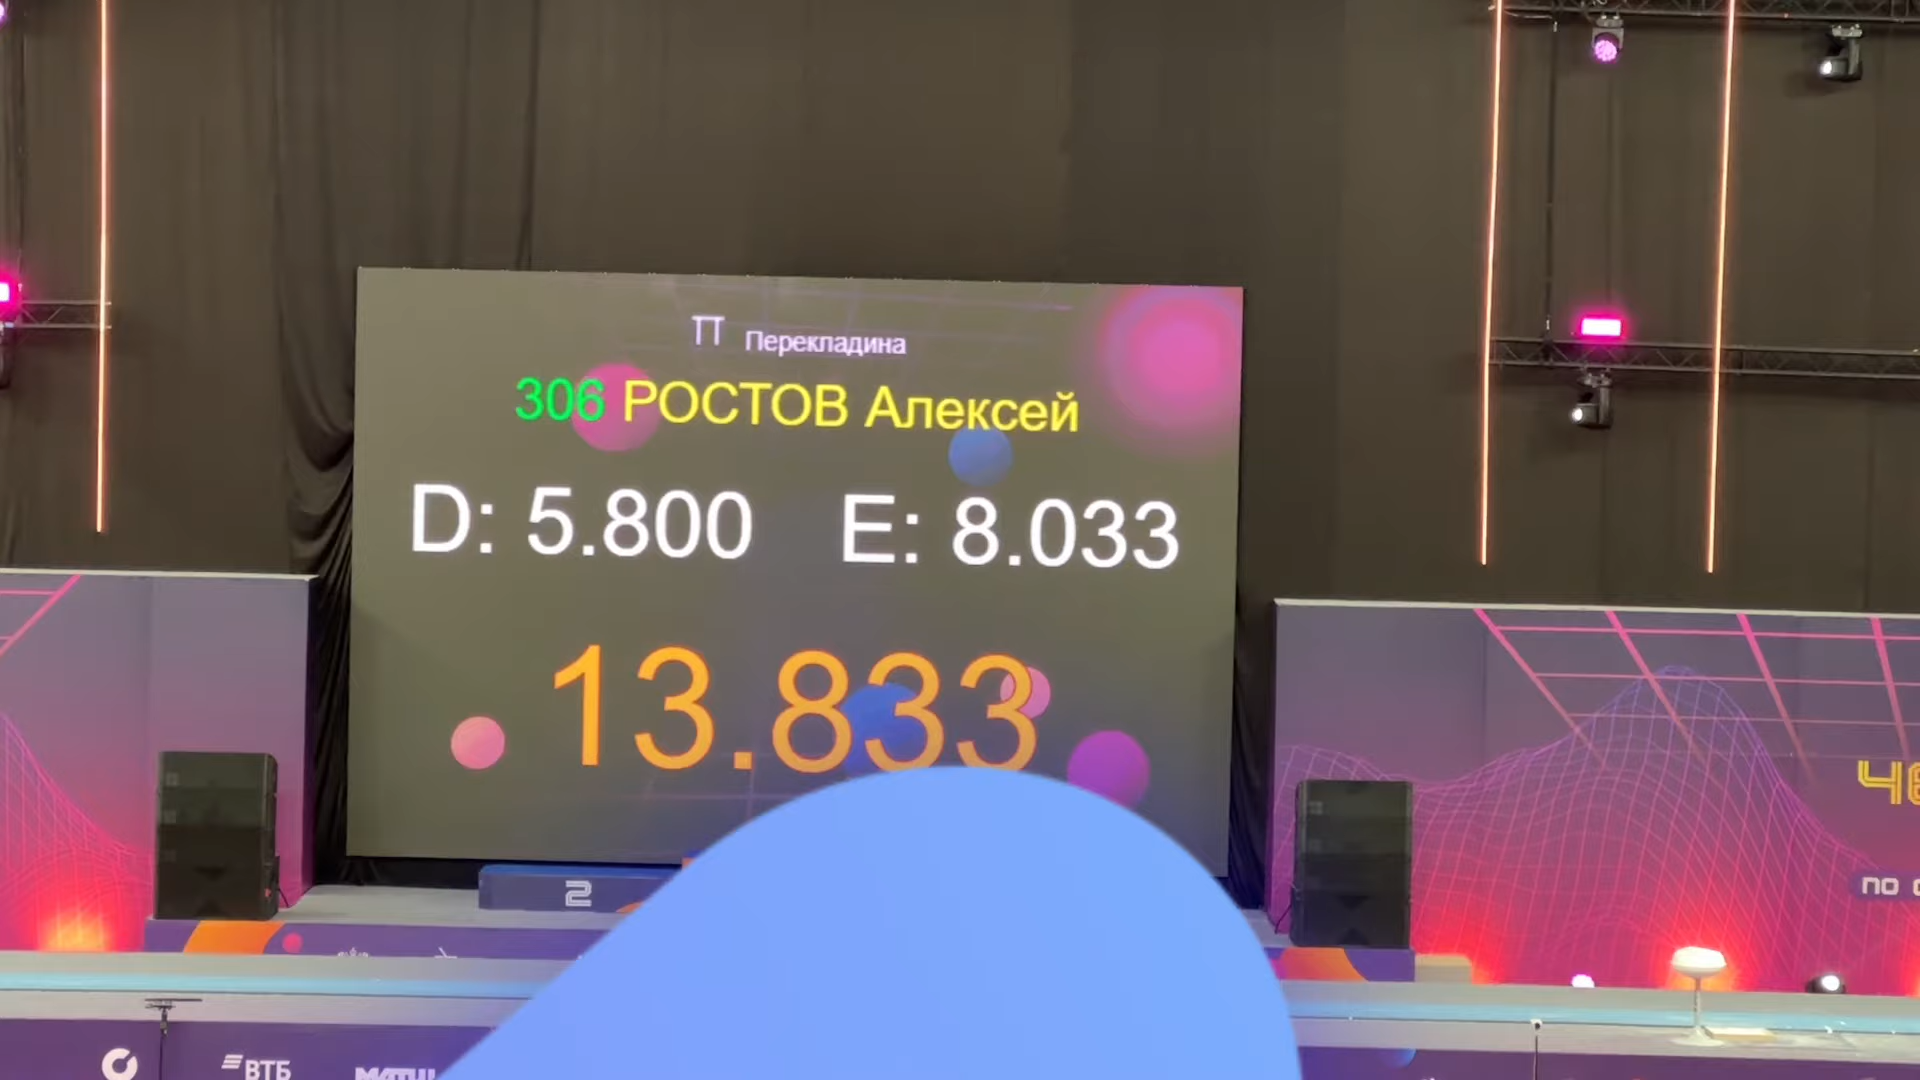 Перекладина
306 РОСТОВ Алексей
D: 5.800 E: 8.033
13.833
2
ВТБ